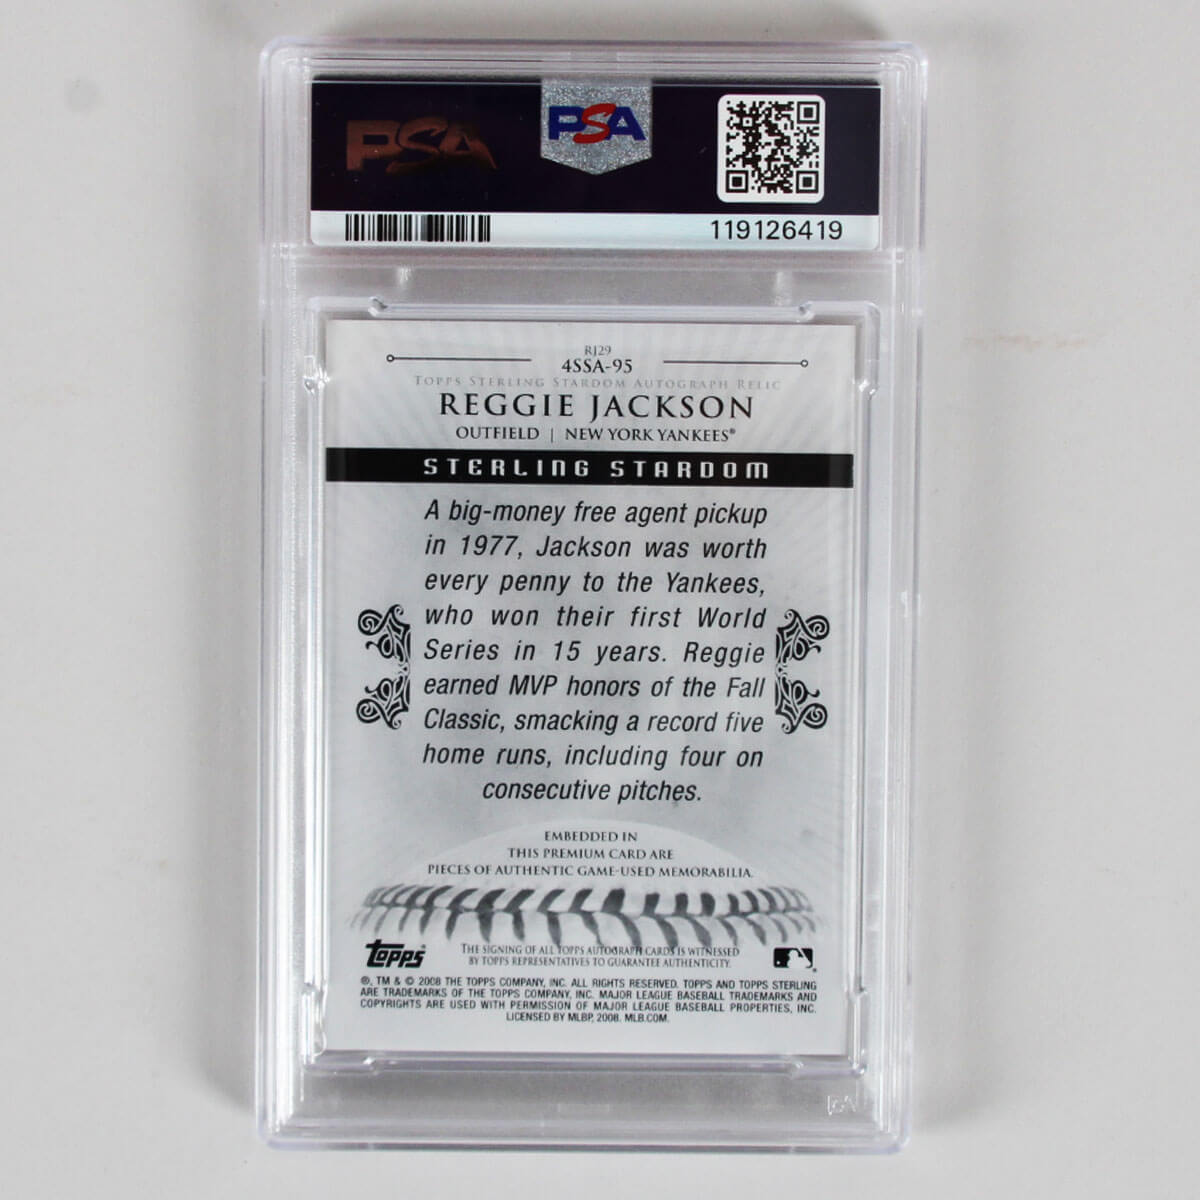 PSA PSA
119126419
RJ29
4SSA-95
TOPPS STERLING STARDOM AUTOGRAPH RELIC
REGGIE JACKSON
OUTFIELD | NEW YORK YANKEES®
STERLING STARDOM
A big-money free agent pickup
in 1977, Jackson was worth
every penny to the Yankees,
who won their first World
Series in 15 years. Reggie
earned MVP honors of the Fall
Classic, smacking a record five
home runs, including four on
consecutive pitches.
EMBEDDED IN
THIS PREMIUM CARD ARE
PIECES OF AUTHENTIC GAME-USED MEMORABILIA.
Topps®
THE SIGNING OF ALL TOPPS AUTOGRAPH CARDS IS WITNESSED
BY TOPPS REPRESENTATIVES TO GUARANTEE AUTHENTICITY.
®, TM & © 2008 THE TOPPS COMPANY, INC. ALL RIGHTS RESERVED. TOPPS AND TOPPS STERLING
ARE TRADEMARKS OF THE TOPPS COMPANY, INC. MAJOR LEAGUE BASEBALL TRADEMARKS AND
COPYRIGHTS ARE USED WITH PERMISSION OF MAJOR LEAGUE BASEBALL PROPERTIES, INC.
LICENSED BY MLBP, 2008. MLB.COM.